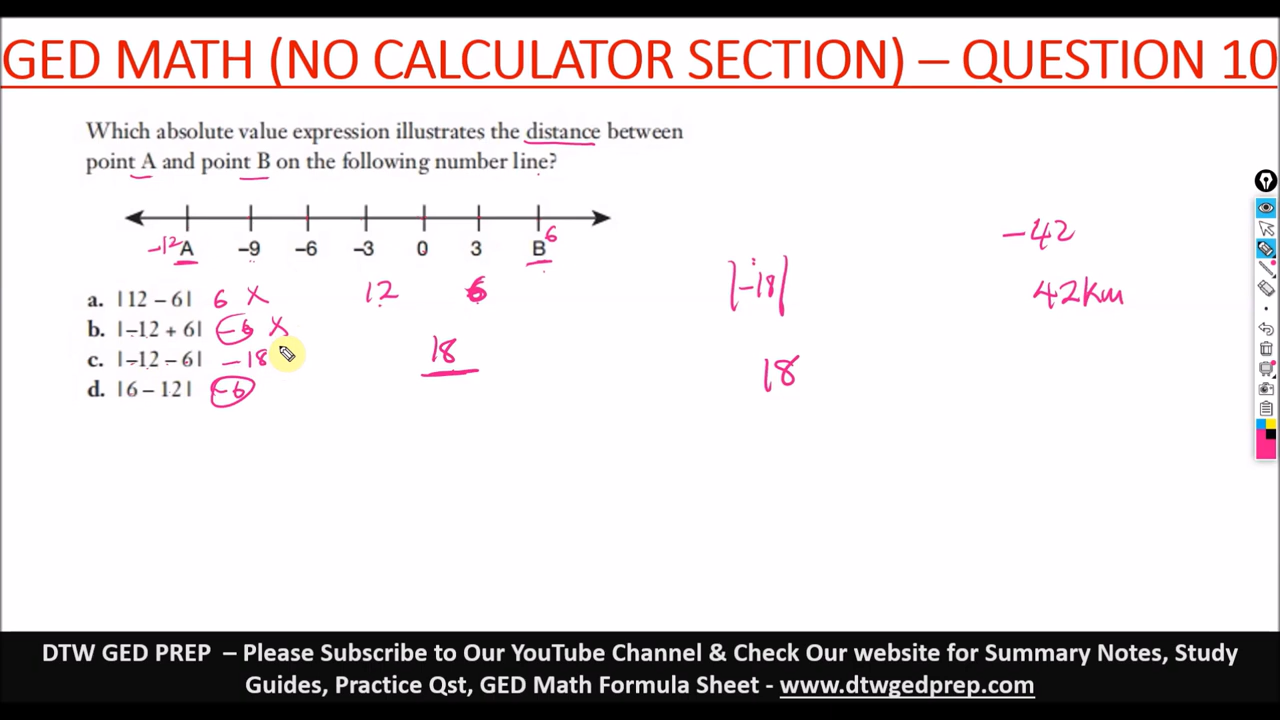 GED MATH (NO CALCULATOR SECTION) – QUESTION 10
Which absolute value expression illustrates the distance between
point A and point B on the following number line?
–12 A –9 –6 –3 0 3 B 6
a. |12 – 6| 6 X
12 6
b. |–12 + 6| –6 X
c. |–12 – 6| –18
18
d. |6 – 12| –6
|–18|
18
–42
42km
DTW GED PREP – Please Subscribe to Our YouTube Channel & Check Our website for Summary Notes, Study
Guides, Practice Qst, GED Math Formula Sheet - www.dtwgedprep.com